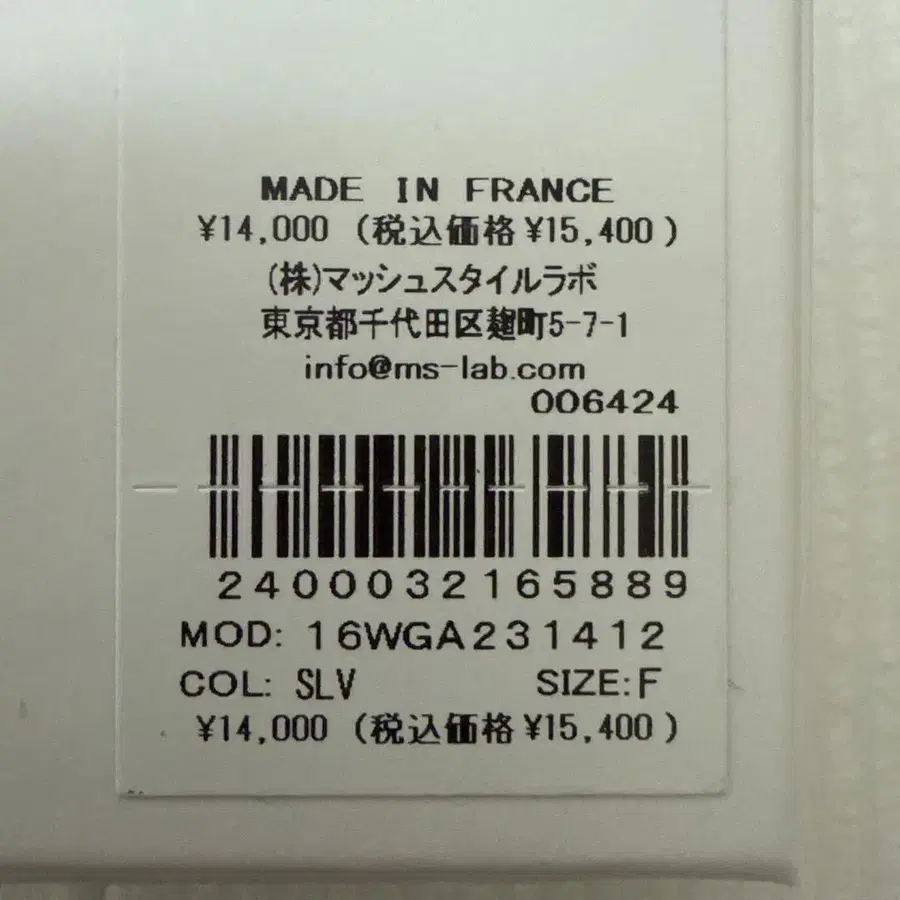 MADE IN FRANCE
¥14,000 (税込価格¥15,400)
(株)マッシュスタイルラボ
東京都千代田区麹町5-7-1
info@ms-lab.com
006424
2400032165889
MOD: 16WGA231412
COL: SLV SIZE:F
¥14,000 (税込価格¥15,400)